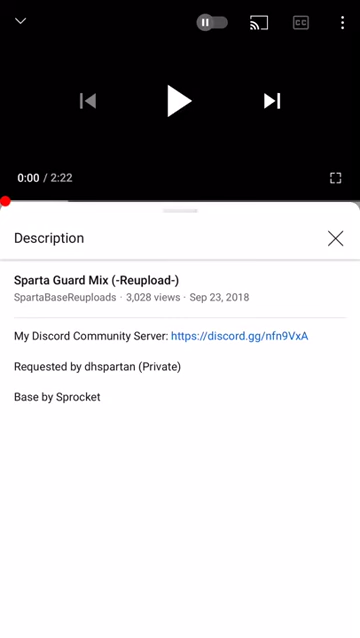 CC
0:00 / 2:22
Description
Sparta Guard Mix (-Reupload-)
SpartaBaseReuploads · 3,028 views · Sep 23, 2018
My Discord Community Server: https://discord.gg/nfn9VxA
Requested by dhspartan (Private)
Base by Sprocket